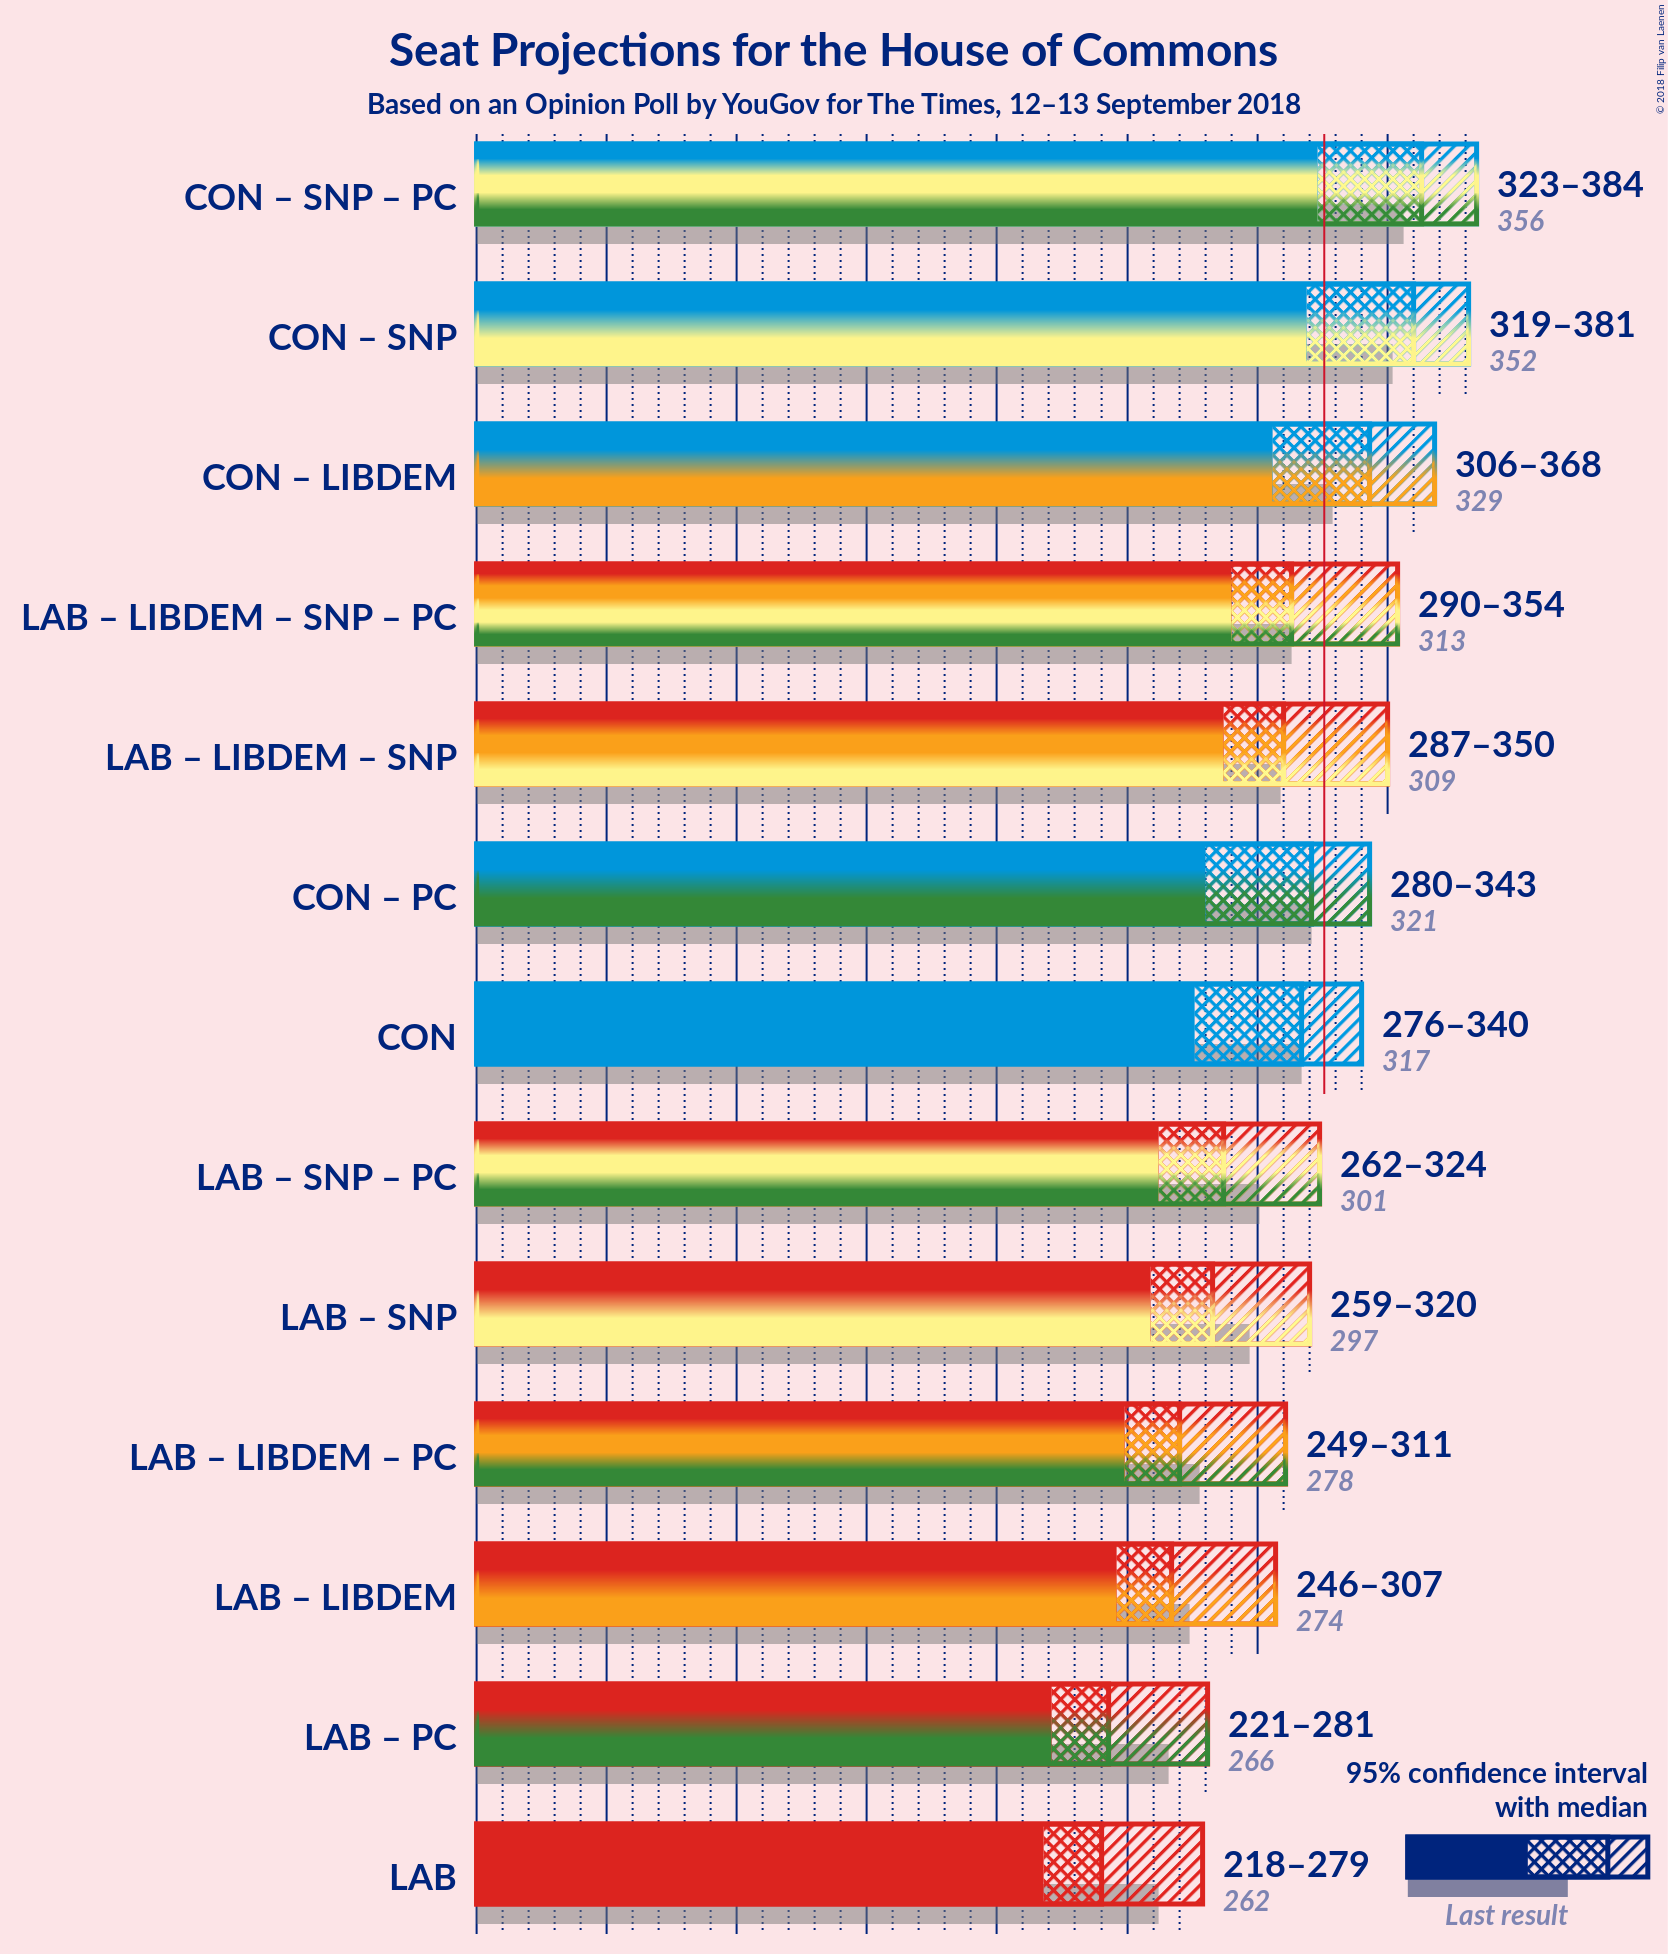 Seat Projections for the House of Commons
Based on an Opinion Poll by YouGov for The Times, 12–13 September 2018
© 2018 Filip van Laenen
CON – SNP – PC
323–384
356
CON – SNP
319–381
352
CON – LIBDEM
306–368
329
LAB – LIBDEM – SNP – PC
290–354
313
LAB – LIBDEM – SNP
287–350
309
CON – PC
280–343
321
CON
276–340
317
LAB – SNP – PC
262–324
301
LAB – SNP
259–320
297
LAB – LIBDEM – PC
249–311
278
LAB – LIBDEM
246–307
274
LAB – PC
221–281
266
LAB
218–279
262
95% confidence interval
with median
Last result